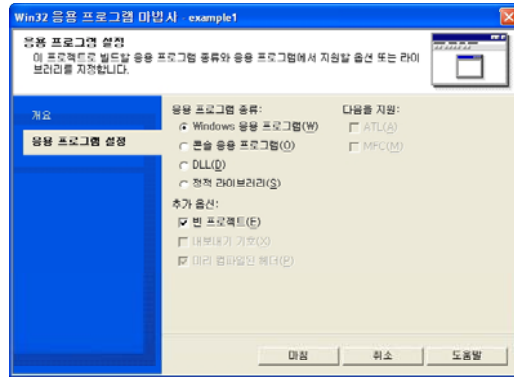 Win32 응용 프로그램 마법사 - example1
응용 프로그램 설정
이 프로젝트로 빌드할 응용 프로그램 종류와 응용 프로그램에서 지원할 옵션 또는 라이
브러리를 지정합니다.
개요
응용 프로그램 설정
응용 프로그램 종류:
Windows 응용 프로그램(W)
콘솔 응용 프로그램(O)
DLL(D)
정적 라이브러리(S)
추가 옵션:
빈 프로젝트(E)
내보내기 기호(X)
미리 컴파일된 헤더(P)
다음을 지원:
ATL(A)
MFC(M)
마침
취소
도움말